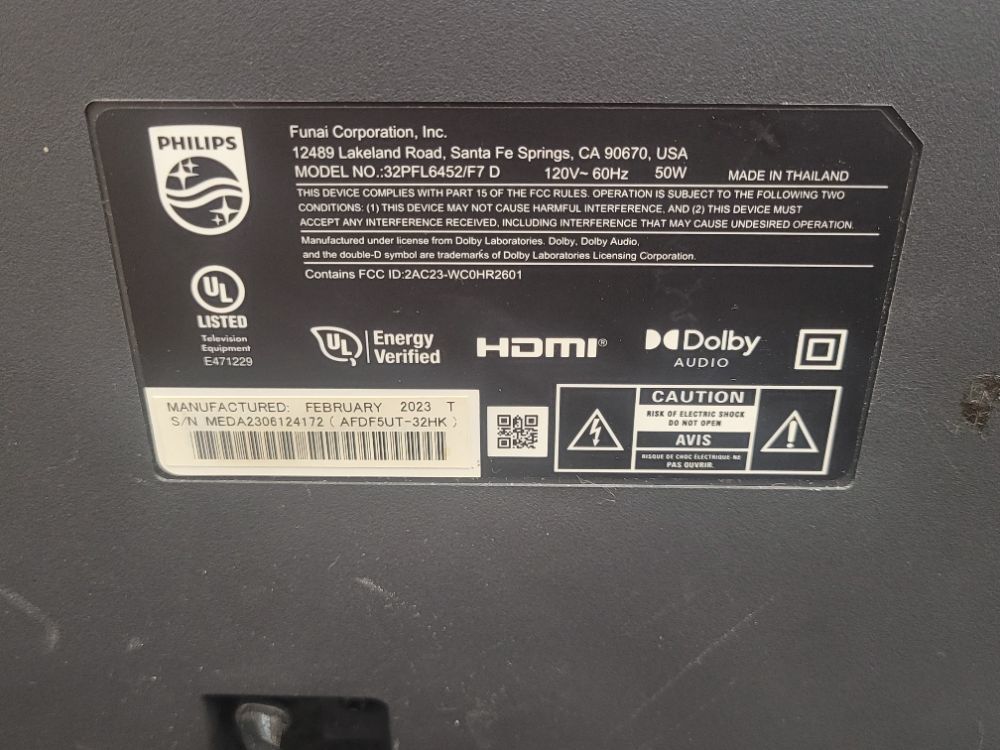 PHILIPS
Funai Corporation, Inc.
12489 Lakeland Road, Santa Fe Springs, CA 90670, USA
MODEL NO.:32PFL6452/F7 D 120V~ 60Hz 50W MADE IN THAILAND
THIS DEVICE COMPLIES WITH PART 15 OF THE FCC RULES. OPERATION IS SUBJECT TO THE FOLLOWING TWO
CONDITIONS: (1) THIS DEVICE MAY NOT CAUSE HARMFUL INTERFERENCE, AND (2) THIS DEVICE MUST
ACCEPT ANY INTERFERENCE RECEIVED, INCLUDING INTERFERENCE THAT MAY CAUSE UNDESIRED OPERATION.
Manufactured under license from Dolby Laboratories. Dolby, Dolby Audio,
and the double-D symbol are trademarks of Dolby Laboratories Licensing Corporation.
Contains FCC ID:2AC23-WC0HR2601
UL
LISTED
Television
Equipment
E471229
UL
Energy
Verified
HDMI®
Dolby
AUDIO
MANUFACTURED: FEBRUARY 2023 T
S/N MEDA2306124172 ( AFDF5UT-32HK )
CAUTION
RISK OF ELECTRIC SHOCK
DO NOT OPEN
AVIS
RISQUE DE CHOC ÉLECTRIQUE-NE
PAS OUVRIR.